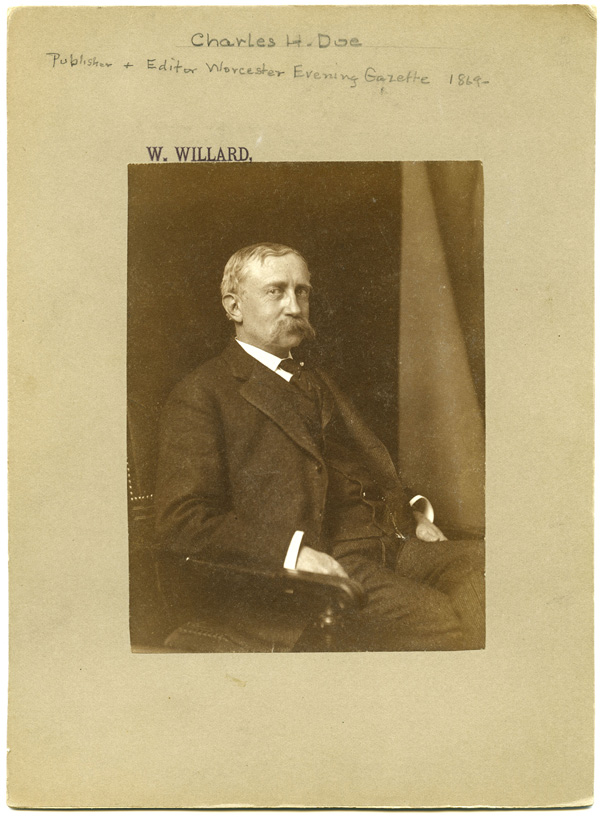 Charles H. Doe
Publisher + Editor Worcester Evening Gazette 1869-
W. WILLARD.